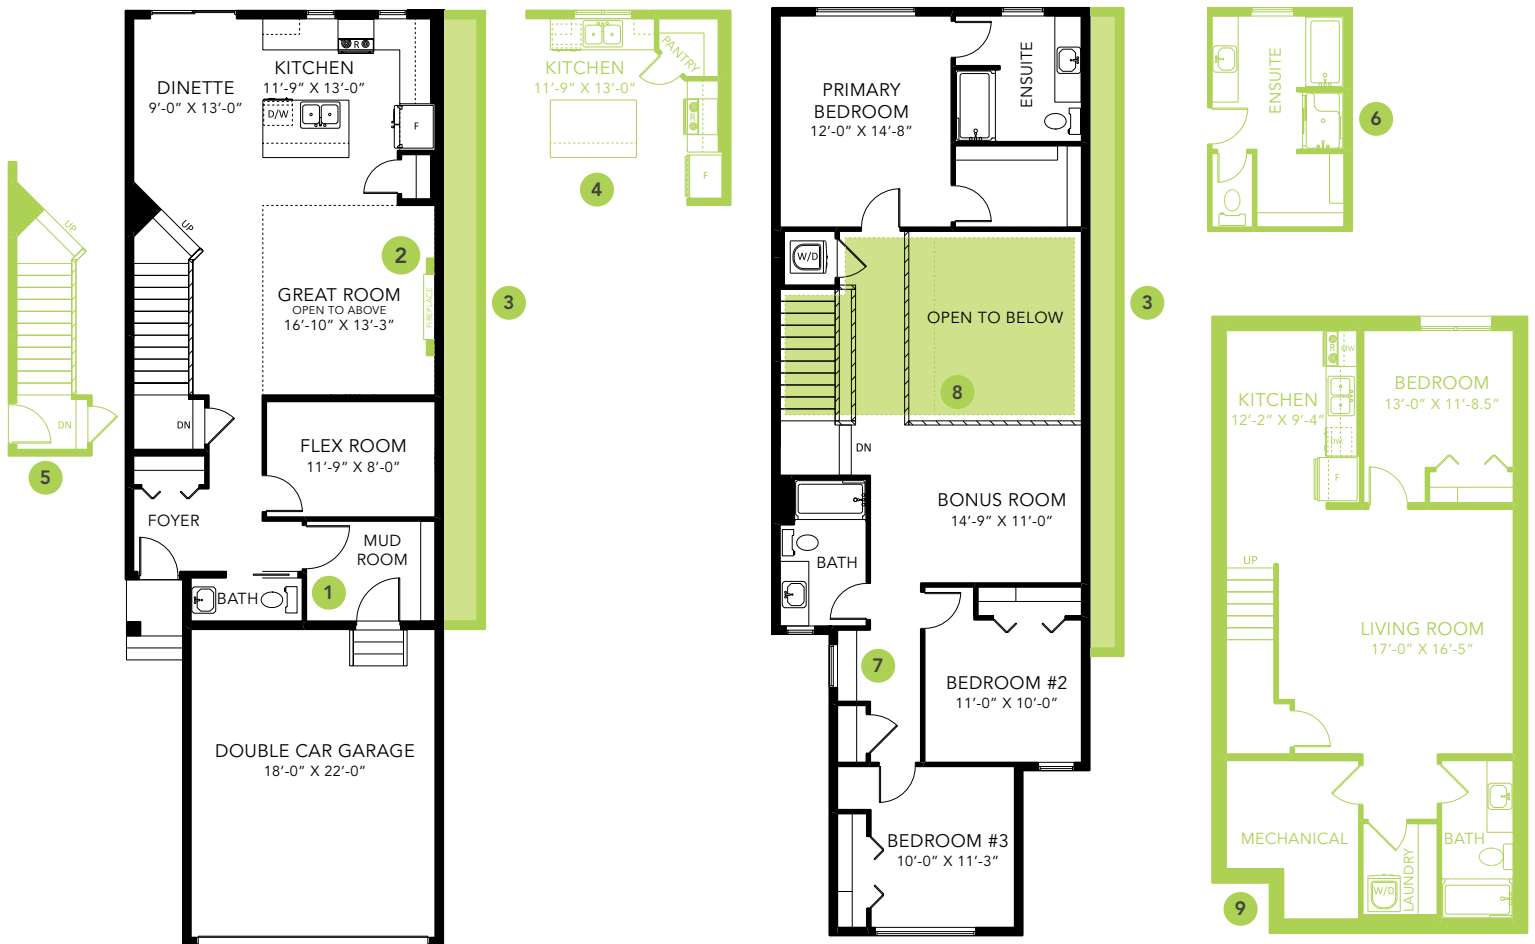 DINETTE
9'-0" X 13'-0"
KITCHEN
11'-9" X 13'-0"
R
D/W
F
UP
2
GREAT ROOM
OPEN TO ABOVE
16'-10" X 13'-3"
FIREPLACE
3
DN
FLEX ROOM
11'-9" X 8'-0"
FOYER
MUD
ROOM
1
BATH
DOUBLE CAR GARAGE
18'-0" X 22'-0"
UP
DN
5
KITCHEN
11'-9" X 13'-0"
PANTRY
R
F
4
PRIMARY
BEDROOM
12'-0" X 14'-8"
ENSUITE
W/D
OPEN TO BELOW
8
3
DN
BONUS ROOM
14'-9" X 11'-0"
BATH
7
BEDROOM #2
11'-0" X 10'-0"
BEDROOM #3
10'-0" X 11'-3"
ENSUITE
6
KITCHEN
12'-2" X 9'-4"
R
MW
DW
F
BEDROOM
13'-0" X 11'-8.5"
UP
LIVING ROOM
17'-0" X 16'-5"
MECHANICAL
LAUNDRY
W/D
BATH
9